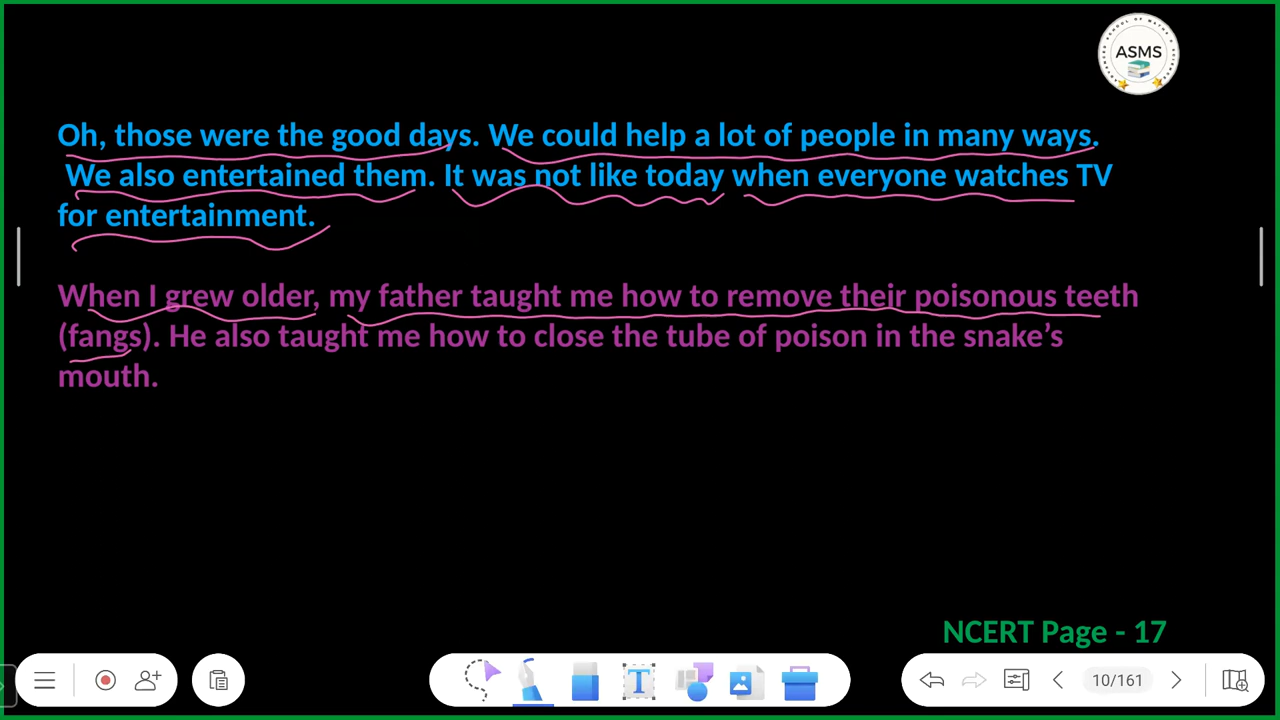 ASMS
Oh, those were the good days. We could help a lot of people in many ways.
We also entertained them. It was not like today when everyone watches TV
for entertainment.
When I grew older, my father taught me how to remove their poisonous teeth
(fangs). He also taught me how to close the tube of poison in the snake’s
mouth.
NCERT Page - 17
10/161